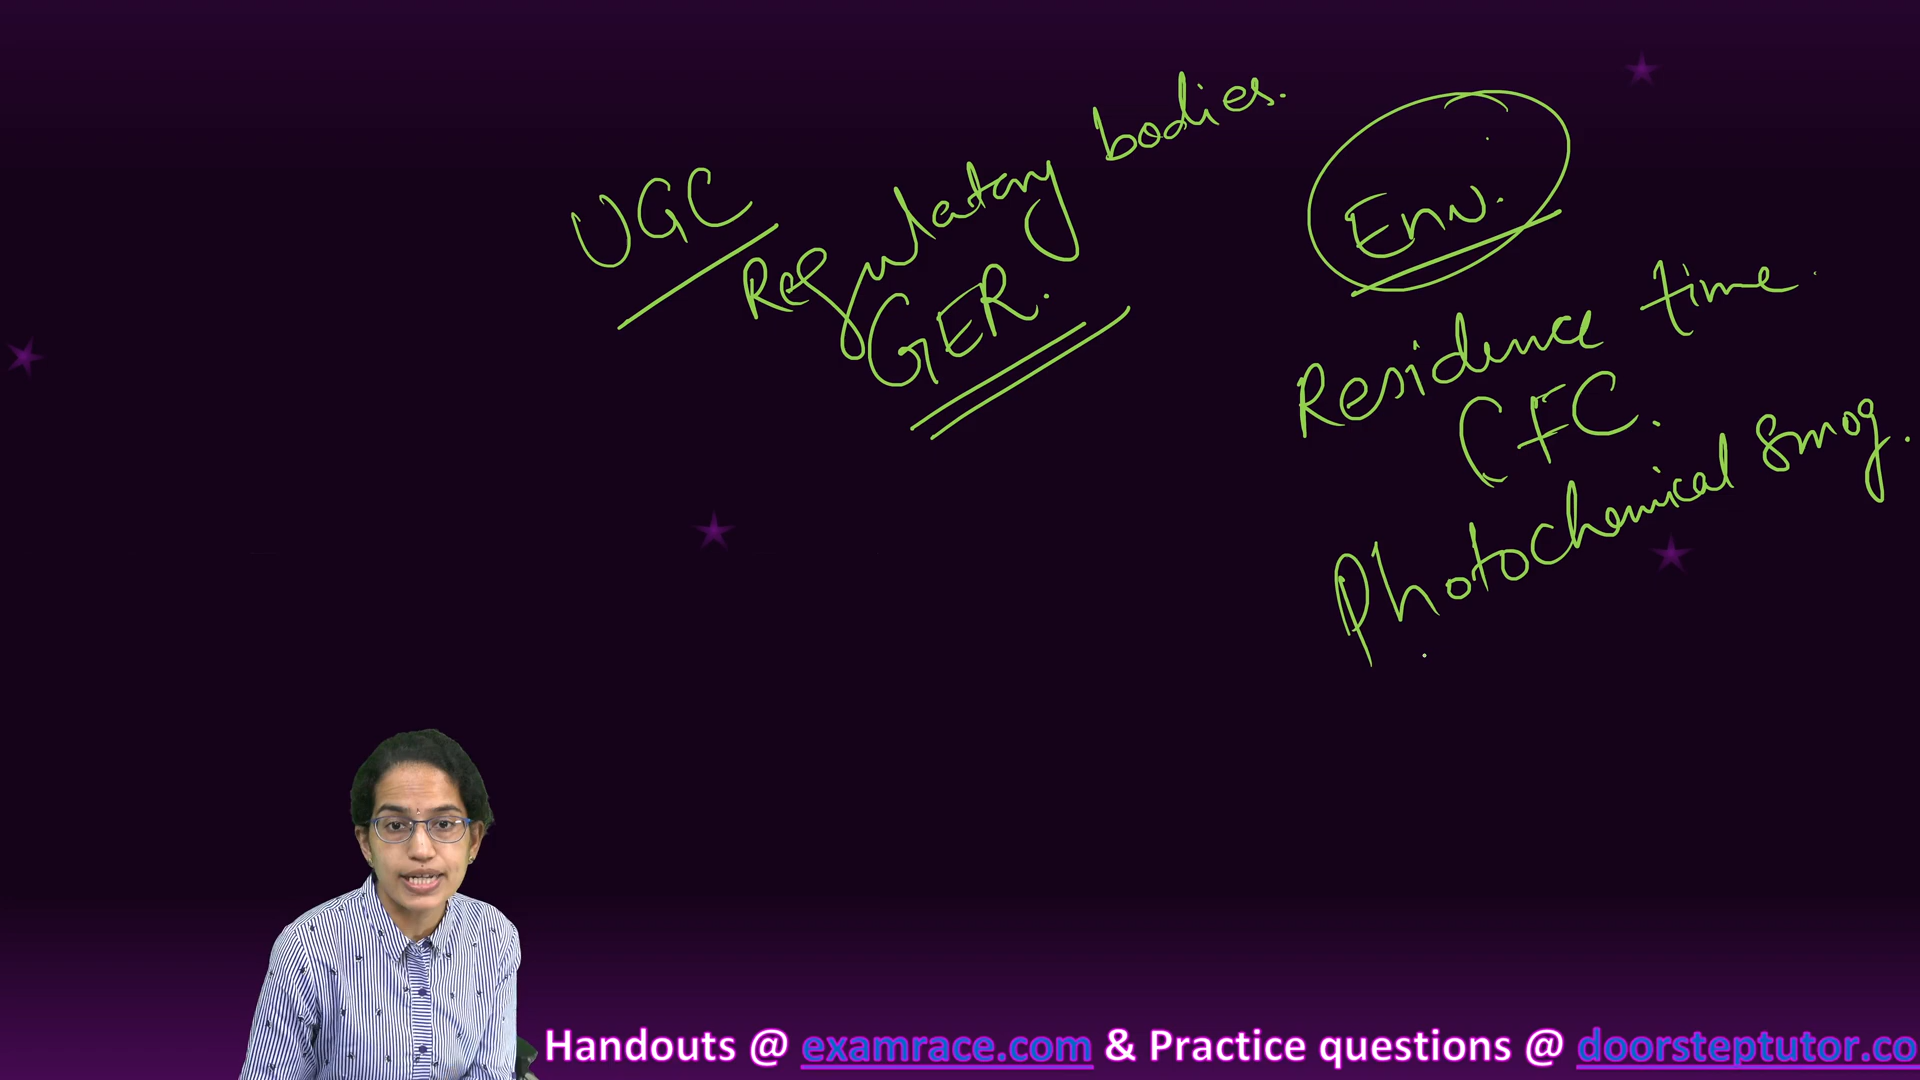 UGC
Regulatory bodies.
GER.
Env.
Residence time.
CFC.
Photochemical smog.
Handouts @ examrace.com & Practice questions @ doorsteptutor.co